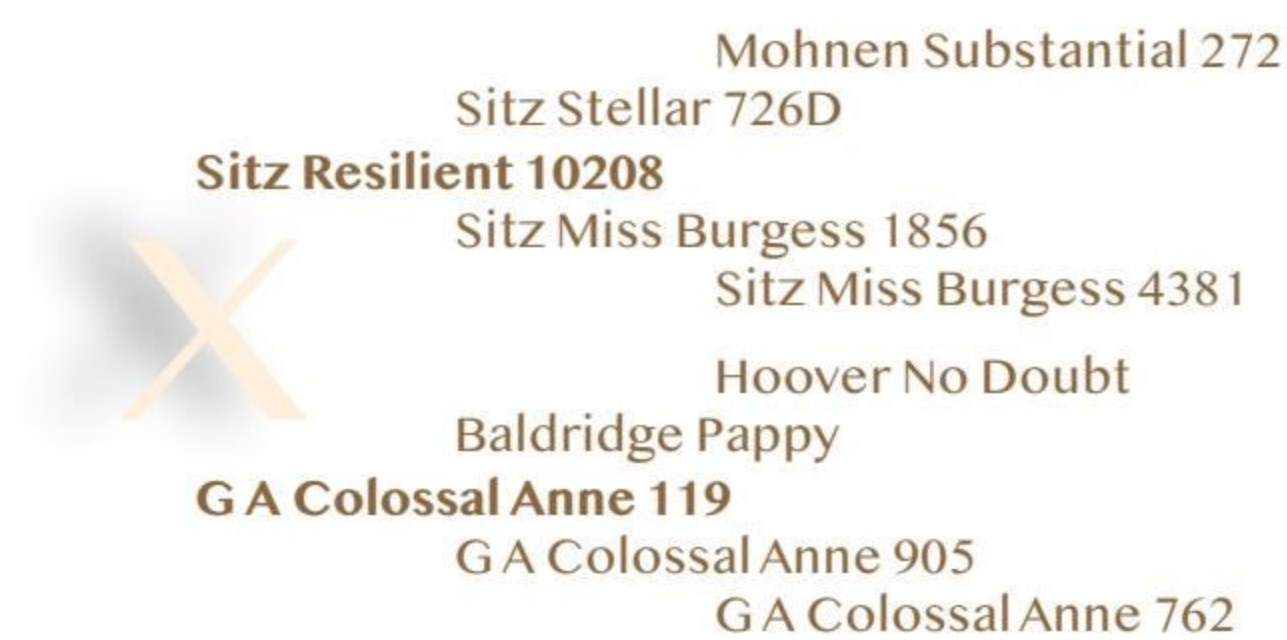 Mohnen Substantial 272
Sitz Stellar 726D
Sitz Resilient 10208
Sitz Miss Burgess 1856
Sitz Miss Burgess 4381
X
Hoover No Doubt
Baldridge Pappy
G A Colossal Anne 119
G A Colossal Anne 905
G A Colossal Anne 762